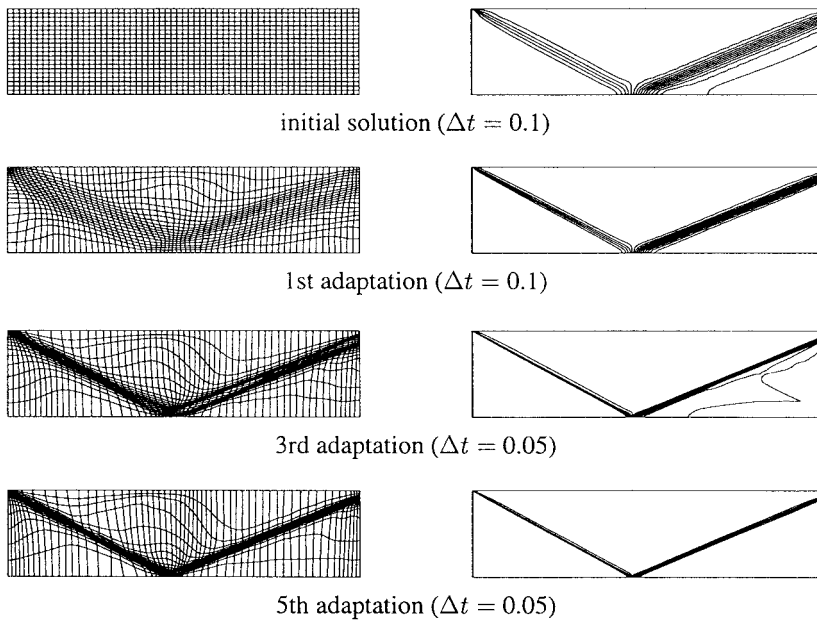 initial solution (Δt = 0.1)
1st adaptation (Δt = 0.1)
3rd adaptation (Δt = 0.05)
5th adaptation (Δt = 0.05)